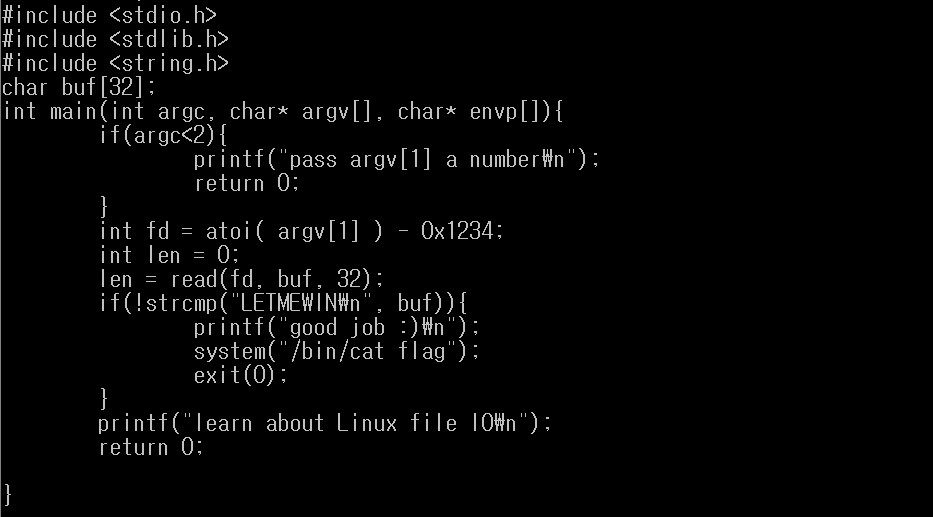 #include <stdio.h>
#include <stdlib.h>
#include <string.h>
char buf[32];
int main(int argc, char* argv[], char* envp[]){
        if(argc<2){
                printf("pass argv[1] a number₩n");
                return 0;
        }
        int fd = atoi( argv[1] ) - 0x1234;
        int len = 0;
        len = read(fd, buf, 32);
        if(!strcmp("LETME₩IN₩n", buf)){
                printf("good job :)₩n");
                system("/bin/cat flag");
                exit(0);
        }
        printf("learn about Linux file IO₩n");
        return 0;
}